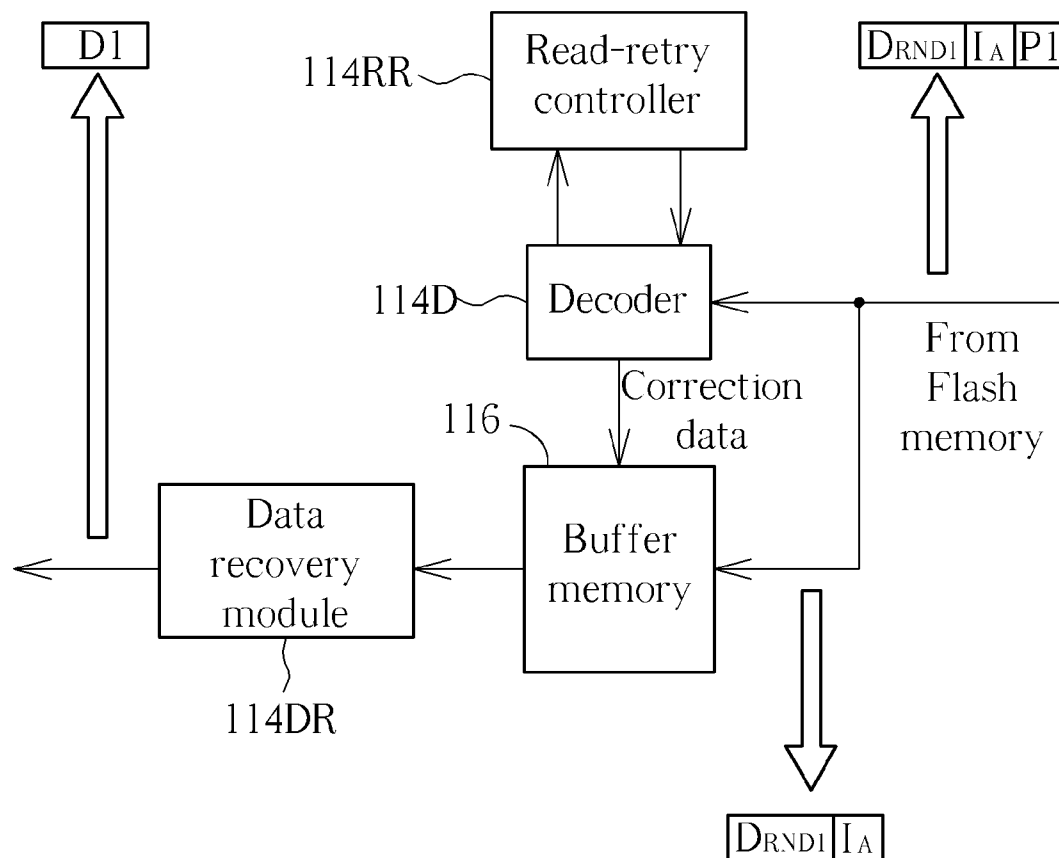 D1
DRND1 IA P1
114RR
Read-retry
controller
114D
Decoder
From
Flash
memory
Correction
data
116
Data
recovery
module
Buffer
memory
114DR
DRND1 IA